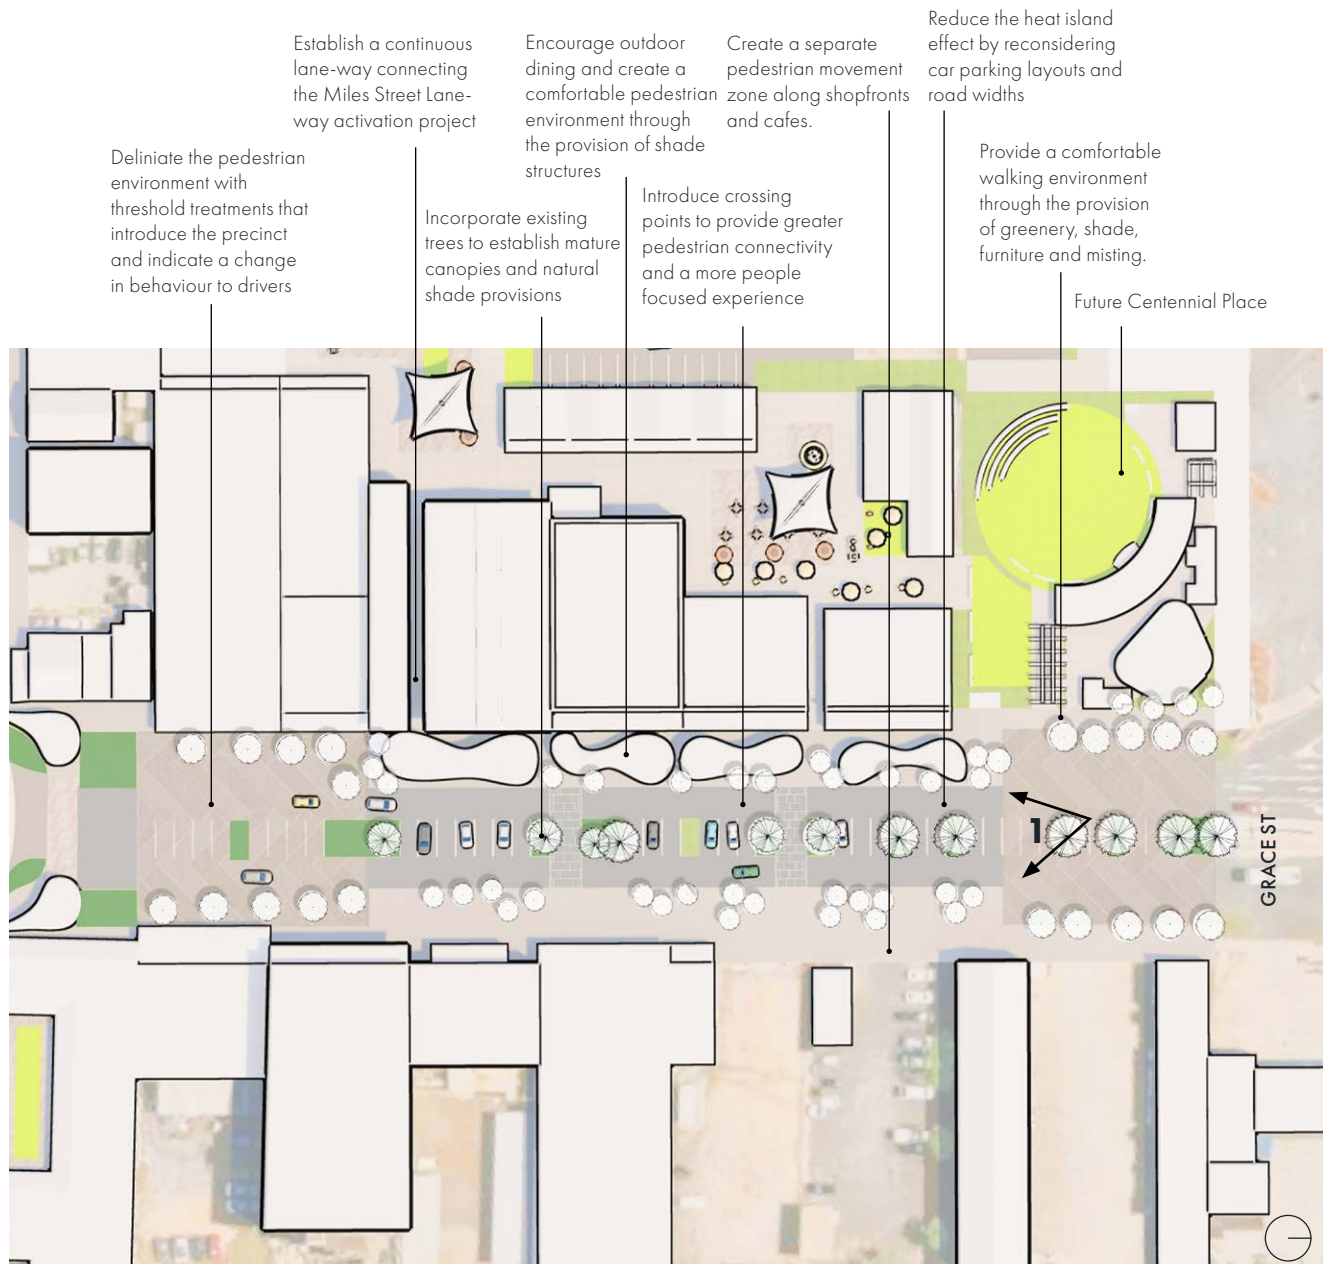 Reduce the heat island
effect by reconsidering
car parking layouts and
road widths
Establish a continuous
lane-way connecting
the Miles Street Lane-
way activation project
Encourage outdoor
dining and create a
comfortable pedestrian
environment through
the provision of shade
structures
Create a separate
pedestrian movement
zone along shopfronts
and cafes.
Deliniate the pedestrian
environment with
threshold treatments that
introduce the precinct
and indicate a change
in behaviour to drivers
Incorporate existing
trees to establish mature
canopies and natural
shade provisions
Introduce crossing
points to provide greater
pedestrian connectivity
and a more people
focused experience
Provide a comfortable
walking environment
through the provision
of greenery, shade,
furniture and misting.
Future Centennial Place
1
GRACE ST